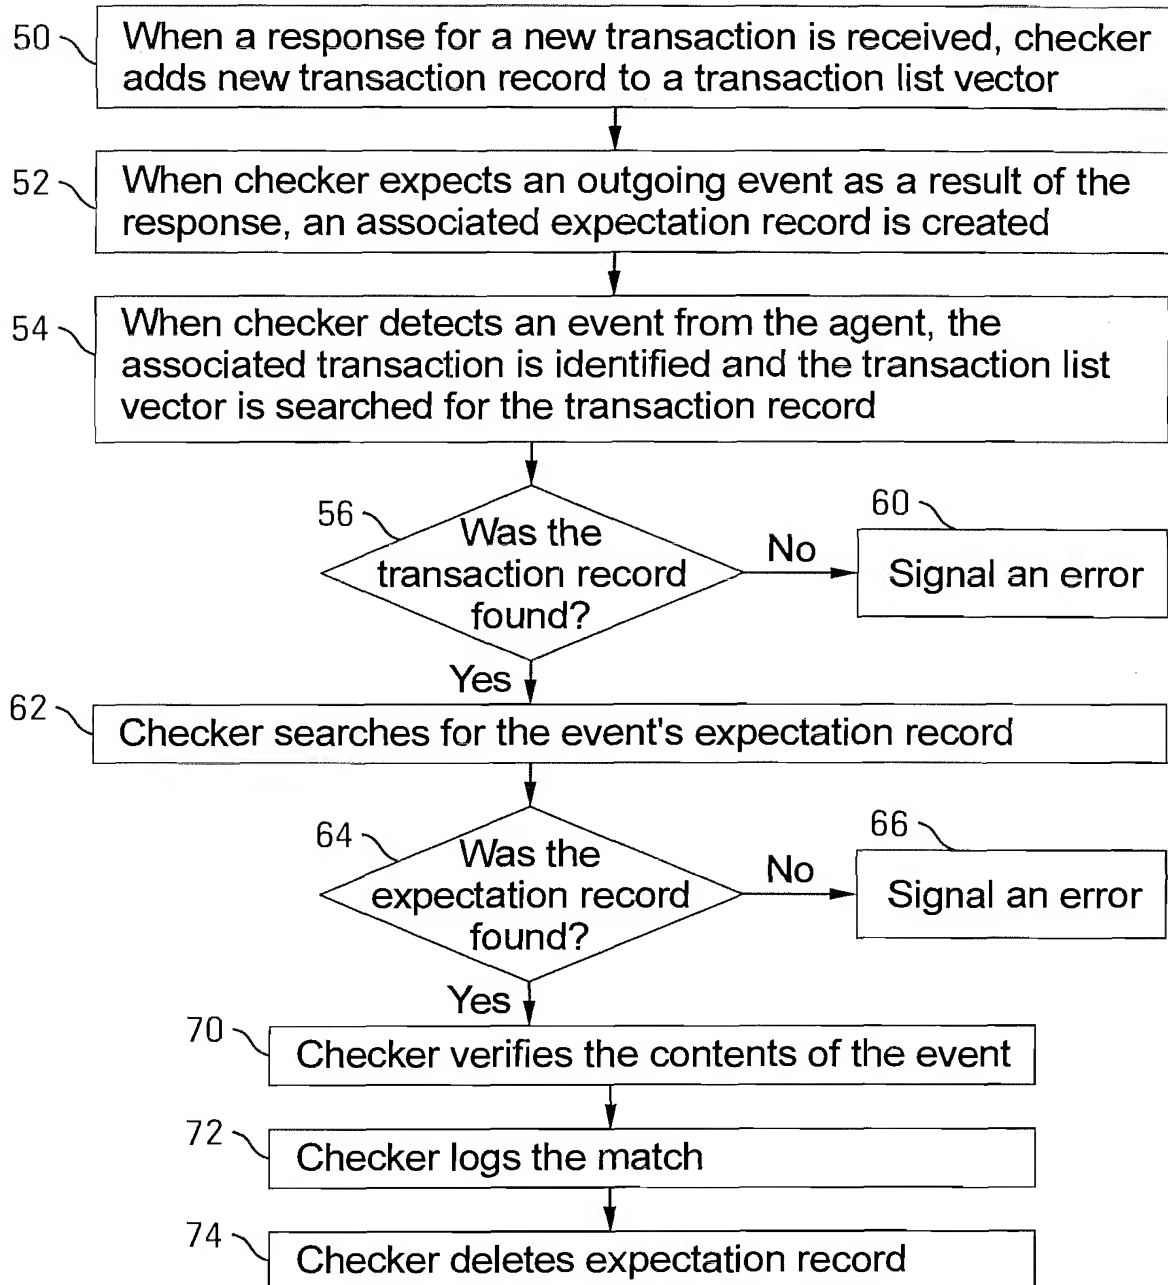 50
When a response for a new transaction is received, checker
adds new transaction record to a transaction list vector
52
When checker expects an outgoing event as a result of the
response, an associated expectation record is created
54
When checker detects an event from the agent, the
associated transaction is identified and the transaction list
vector is searched for the transaction record
56
Was the
transaction record
found?
No
60
Signal an error
Yes
62
Checker searches for the event's expectation record
64
Was the
expectation record
found?
No
66
Signal an error
Yes
70
Checker verifies the contents of the event
72
Checker logs the match
74
Checker deletes expectation record